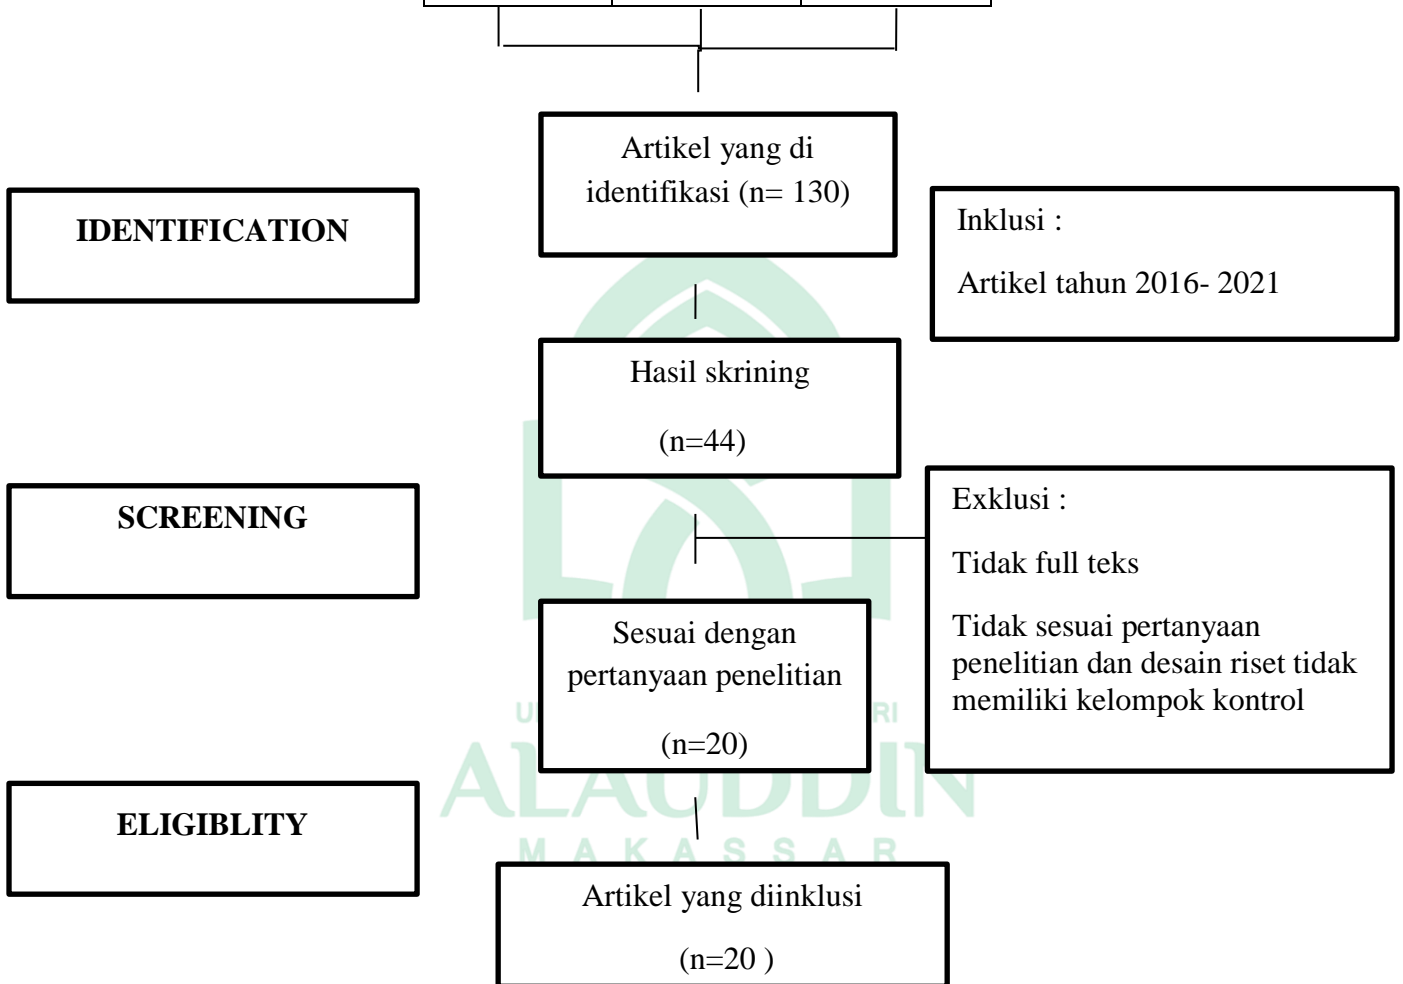 Artikel yang di
identifikasi (n= 130)
IDENTIFICATION
Inklusi :
Artikel tahun 2016- 2021
Hasil skrining
(n=44)
SCREENING
Exklusi :
Tidak full teks
Tidak sesuai pertanyaan
penelitian dan desain riset tidak
memiliki kelompok kontrol
Sesuai dengan
pertanyaan penelitian
(n=20)
ALAUDDIN
MAKASSAR
ELIGIBLITY
Artikel yang diinklusi
(n=20 )